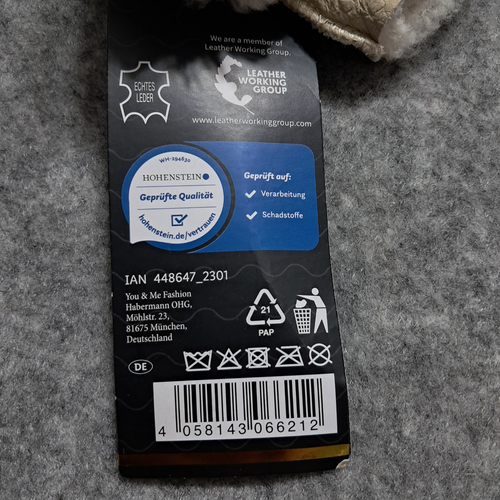 We are a member of
Leather Working Group.
ECHTES
LEDER
LEATHER
WORKING
GROUP
www.leatherworkinggroup.com
WH-294630
HOHENSTEIN
Geprüfte Qualität
hohenstein.de/vertrauen
Geprüft auf:
Verarbeitung
Schadstoffe
IAN 448647_2301
You & Me Fashion
Habermann OHG,
Möhlstr. 23,
81675 München,
Deutschland
21
PAP
DE
4 058143 066212